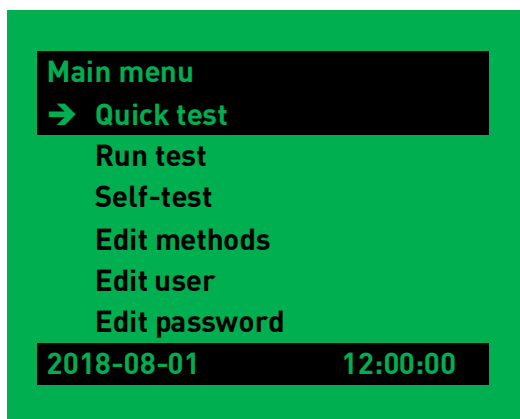 Main menu
➔ Quick test
Run test
Self-test
Edit methods
Edit user
Edit password
2018-08-01 12:00:00